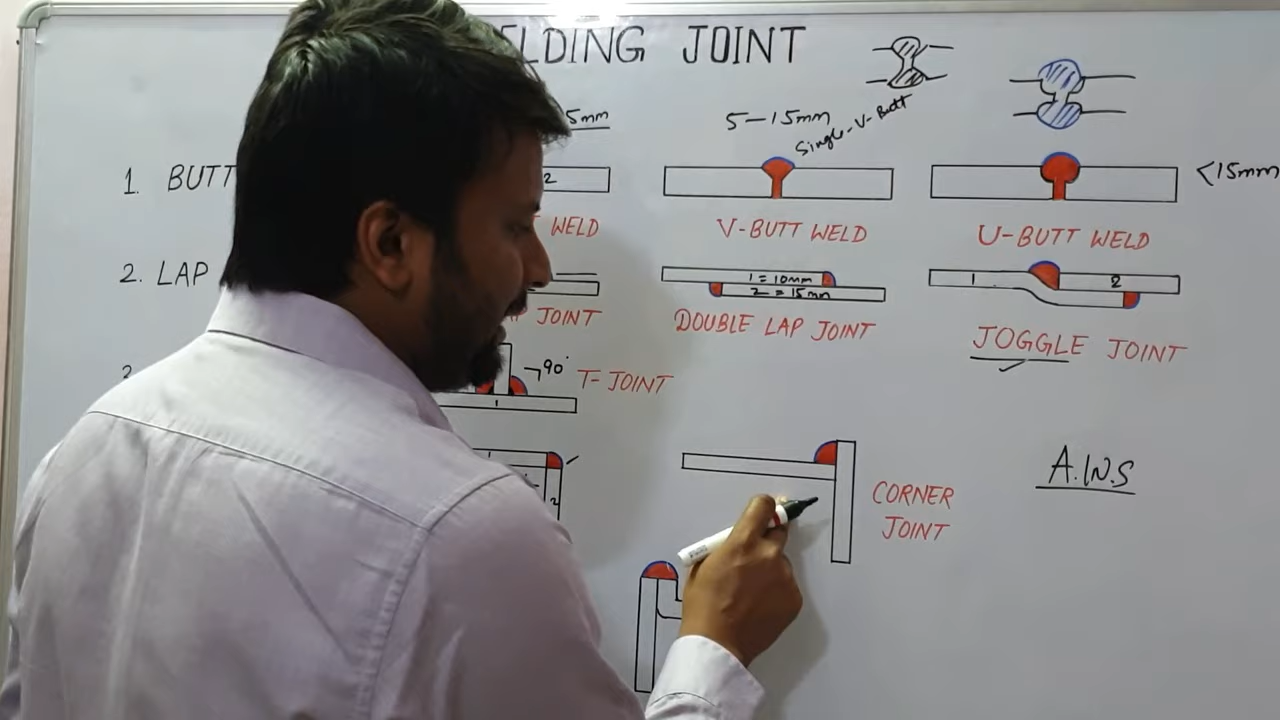 ELDING JOINT
5mm
5-15mm
Single-V-Butt
1. BUTT
2
<15mm
WELD
V-BUTT WELD
U-BUTT WELD
2. LAP
1 = 10mm
2 = 15mm
1 2
JOINT
DOUBLE LAP JOINT
JOGGLE JOINT
90°
T-JOINT
1
1
2
CORNER
JOINT
A.W.S